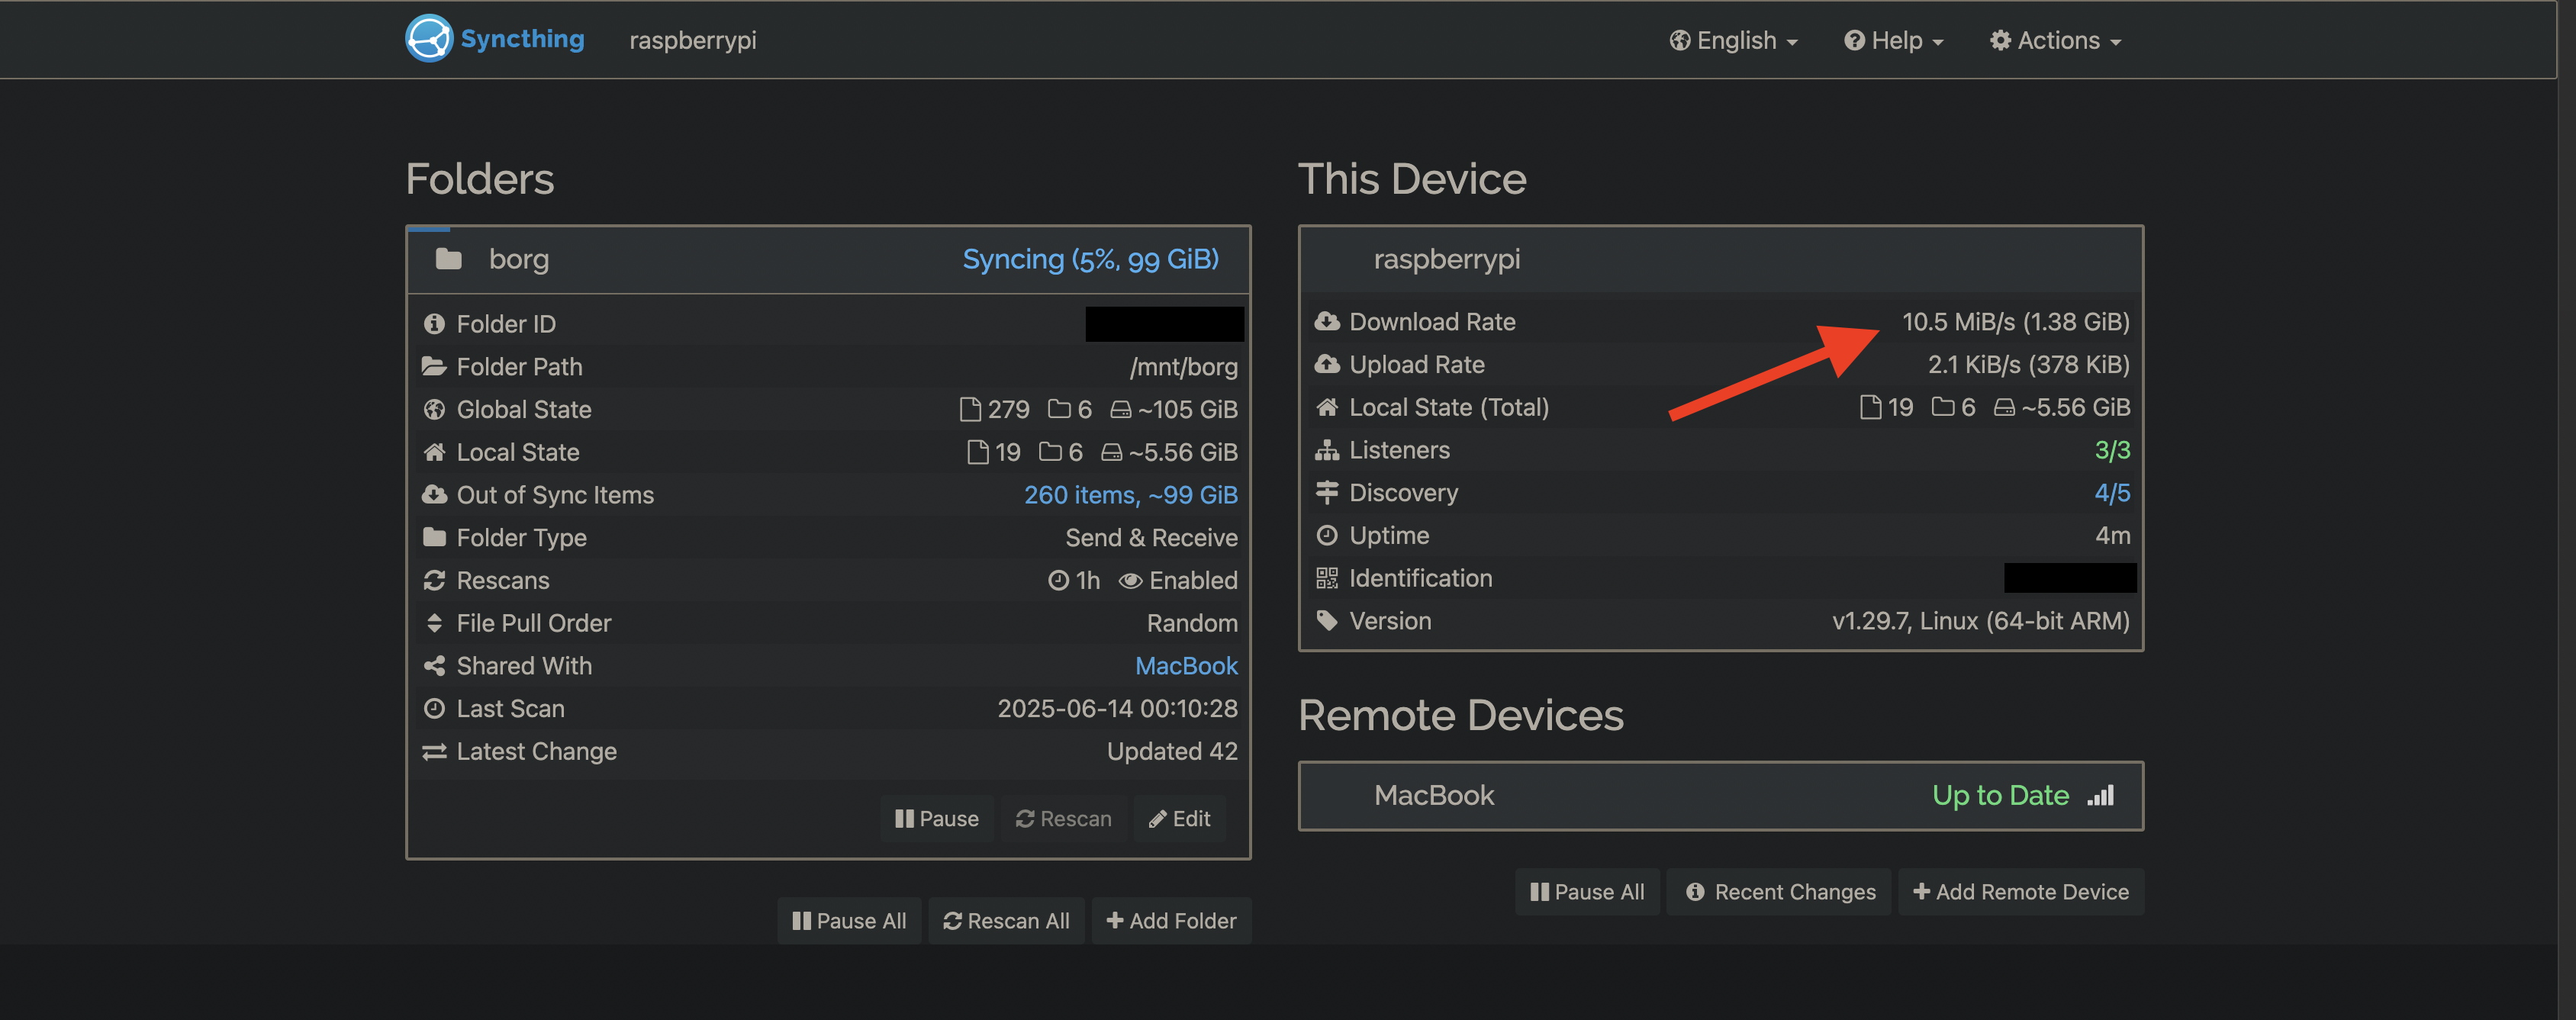 Syncthing raspberrypi English Help Actions
Folders
borg Syncing (5%, 99 GiB)
Folder ID
Folder Path /mnt/borg
Global State 279 6 ~105 GiB
Local State 19 6 ~5.56 GiB
Out of Sync Items 260 items, ~99 GiB
Folder Type Send & Receive
Rescans 1h Enabled
File Pull Order Random
Shared With MacBook
Last Scan 2025-06-14 00:10:28
Latest Change Updated 42
Pause Rescan Edit
Pause All Rescan All Add Folder
This Device
raspberrypi
Download Rate 10.5 MiB/s (1.38 GiB)
Upload Rate 2.1 KiB/s (378 KiB)
Local State (Total) 19 6 ~5.56 GiB
Listeners 3/3
Discovery 4/5
Uptime 4m
Identification
Version v1.29.7, Linux (64-bit ARM)
Remote Devices
MacBook Up to Date
Pause All Recent Changes Add Remote Device